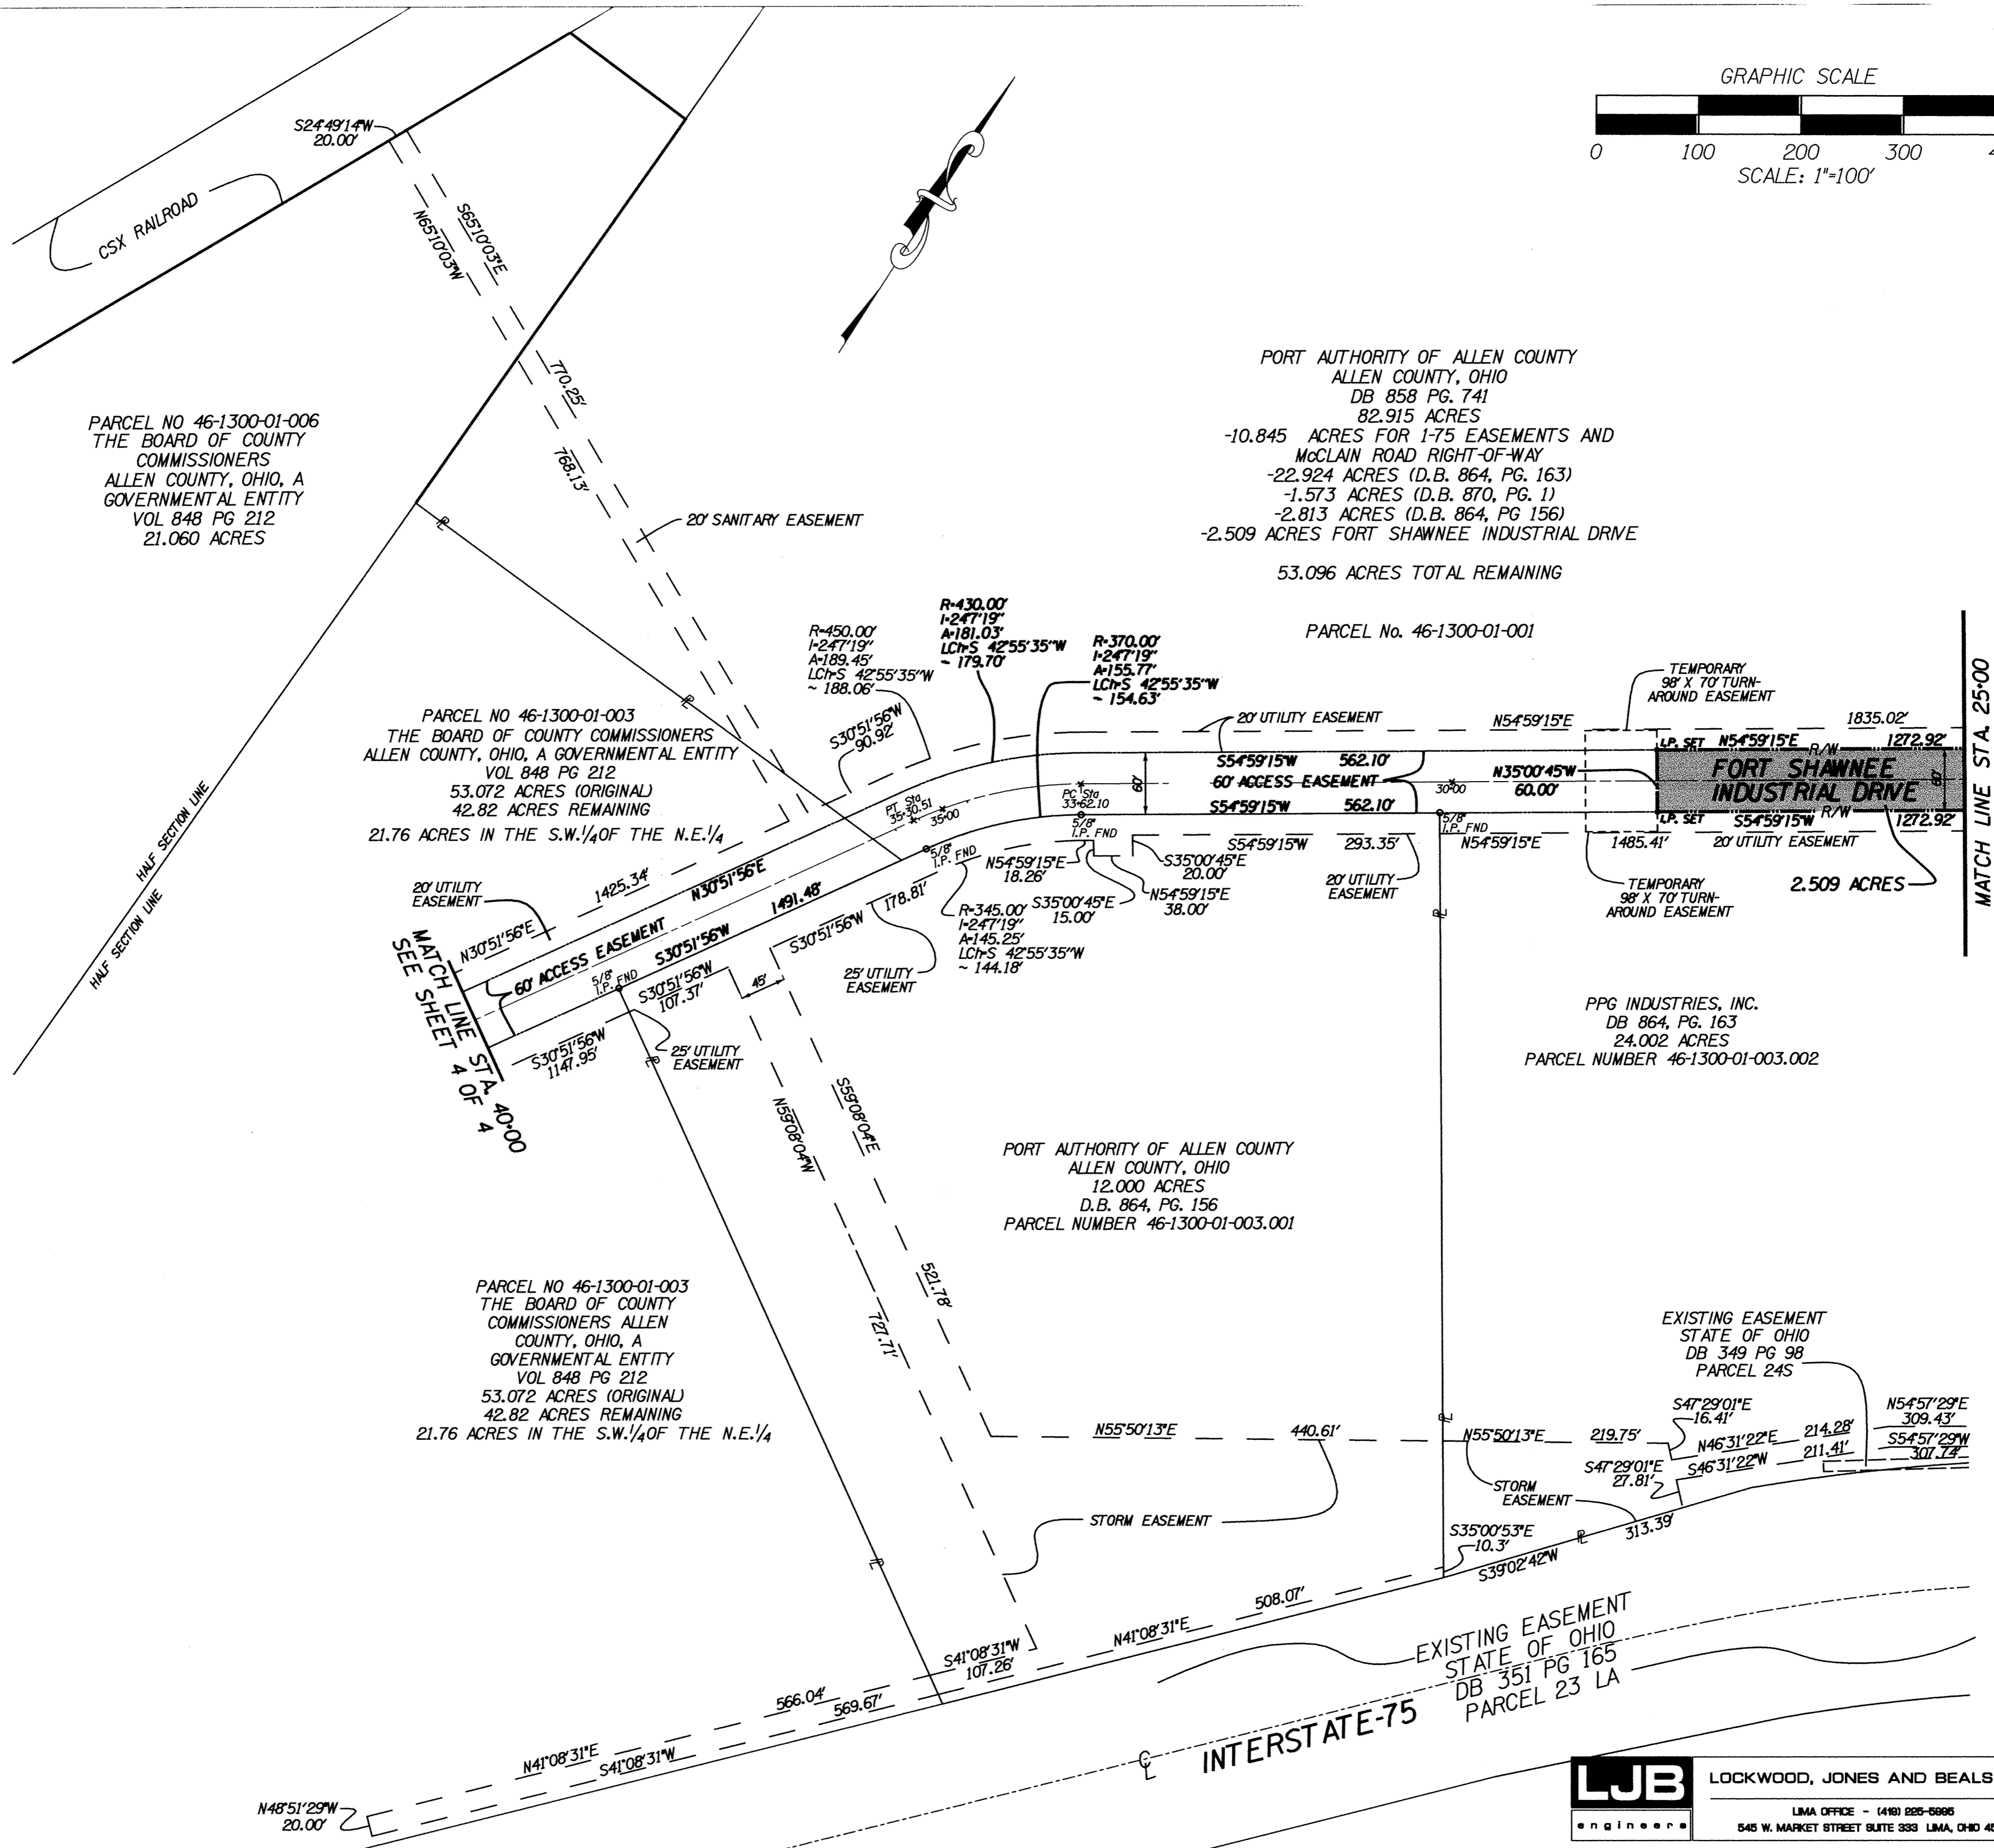 GRAPHIC SCALE
0 100 200 300
SCALE: 1"=100'
S24°49'14"W
20.00'
CSX RAILROAD
S65°10'03"E
N65°10'03"W
770.25'
768.13'
20' SANITARY EASEMENT
PARCEL NO 46-1300-01-006
THE BOARD OF COUNTY
COMMISSIONERS
ALLEN COUNTY, OHIO, A
GOVERNMENTAL ENTITY
VOL 848 PG 212
21.060 ACRES
PORT AUTHORITY OF ALLEN COUNTY
ALLEN COUNTY, OHIO
DB 858 PG. 741
82.915 ACRES
-10.845 ACRES FOR I-75 EASEMENTS AND
McCLAIN ROAD RIGHT-OF-WAY
-22.924 ACRES (D.B. 864, PG. 163)
-1.573 ACRES (D.B. 870, PG. 1)
-2.813 ACRES (D.B. 864, PG 156)
-2.509 ACRES FORT SHAWNEE INDUSTRIAL DRIVE
53.096 ACRES TOTAL REMAINING
PARCEL No. 46-1300-01-001
R=450.00'
I=24°7'19"
A=189.45'
LCh=S 42°55'35"W
~ 188.06'
R=430.00'
I=24°7'19"
A=181.03'
LCh=S 42°55'35"W
~ 179.70'
R=370.00'
I=24°7'19"
A=155.77'
LCh=S 42°55'35"W
~ 154.63'
S30°51'56"W
90.92'
20' UTILITY EASEMENT
N54°59'15"E
TEMPORARY
98' X 70' TURN-
AROUND EASEMENT
1835.02'
MATCH LINE STA. 25+00
I.P. SET N54°59'15"E R/W 1272.92'
FORT SHAWNEE
INDUSTRIAL DRIVE
60'
I.P. SET S54°59'15"W R/W 1272.92'
S54°59'15"W 562.10'
60' ACCESS EASEMENT
S54°59'15"W 562.10'
60'
N35°00'45"W
60.00'
30+00
PC Sta
33+62.10
PT Sta
35+30.51
35+00
5/8"
I.P. FND
5/8"
I.P. FND
5/8"
I.P. FND
S54°59'15"W 293.35'
N54°59'15"E 1485.41'
20' UTILITY EASEMENT
20' UTILITY
EASEMENT
TEMPORARY
98' X 70' TURN-
AROUND EASEMENT
2.509 ACRES
N54°59'15"E
18.26'
S35°00'45"E
15.00'
N54°59'15"E
38.00'
S35°00'45"E
20.00'
R=345.00'
I=24°7'19"
A=145.25'
LCh=S 42°55'35"W
~ 144.18'
PARCEL NO 46-1300-01-003
THE BOARD OF COUNTY COMMISSIONERS
ALLEN COUNTY, OHIO, A GOVERNMENTAL ENTITY
VOL 848 PG 212
53.072 ACRES (ORIGINAL)
42.82 ACRES REMAINING
21.76 ACRES IN THE S.W.1/4 OF THE N.E.1/4
HALF SECTION LINE
HALF SECTION LINE
20' UTILITY
EASEMENT
N30°51'56"E 1425.34'
N30°51'56"E
60' ACCESS EASEMENT
S30°51'56"W 1491.48'
5/8"
I.P. FND
S30°51'56"W
107.37'
S30°51'56"W 178.81'
45'
25' UTILITY
EASEMENT
S30°51'56"W
1147.95'
25' UTILITY
EASEMENT
MATCH LINE STA. 40+00
SEE SHEET 4 OF 4
N59°08'04"W
727.71'
S59°08'04"E
521.78'
PPG INDUSTRIES, INC.
DB 864, PG. 163
24.002 ACRES
PARCEL NUMBER 46-1300-01-003.002
PORT AUTHORITY OF ALLEN COUNTY
ALLEN COUNTY, OHIO
12.000 ACRES
D.B. 864, PG. 156
PARCEL NUMBER 46-1300-01-003.001
PARCEL NO 46-1300-01-003
THE BOARD OF COUNTY
COMMISSIONERS ALLEN
COUNTY, OHIO, A
GOVERNMENTAL ENTITY
VOL 848 PG 212
53.072 ACRES (ORIGINAL)
42.82 ACRES REMAINING
21.76 ACRES IN THE S.W.1/4 OF THE N.E.1/4
EXISTING EASEMENT
STATE OF OHIO
DB 349 PG 98
PARCEL 24S
N55°50'13"E 440.61'
N55°50'13"E 219.75'
S47°29'01"E
16.41'
N46°31'22"E 214.28'
N54°57'29"E
309.43'
S54°57'29"W
307.74'
S47°29'01"E
27.81'
S46°31'22"W 211.41'
STORM EASEMENT
STORM
EASEMENT
S35°00'53"E
10.3'
S39°02'42"W 313.39'
S41°08'31"W
107.26'
N41°08'31"E 508.07'
566.04'
569.67'
N41°08'31"E
S41°08'31"W
N48°51'29"W
20.00'
EXISTING EASEMENT
STATE OF OHIO
DB 351 PG 165
PARCEL 23 LA
INTERSTATE-75
LJB
engineers
LOCKWOOD, JONES AND BEALS
LIMA OFFICE - (419) 225-5995
545 W. MARKET STREET SUITE 333 LIMA, OHIO 45